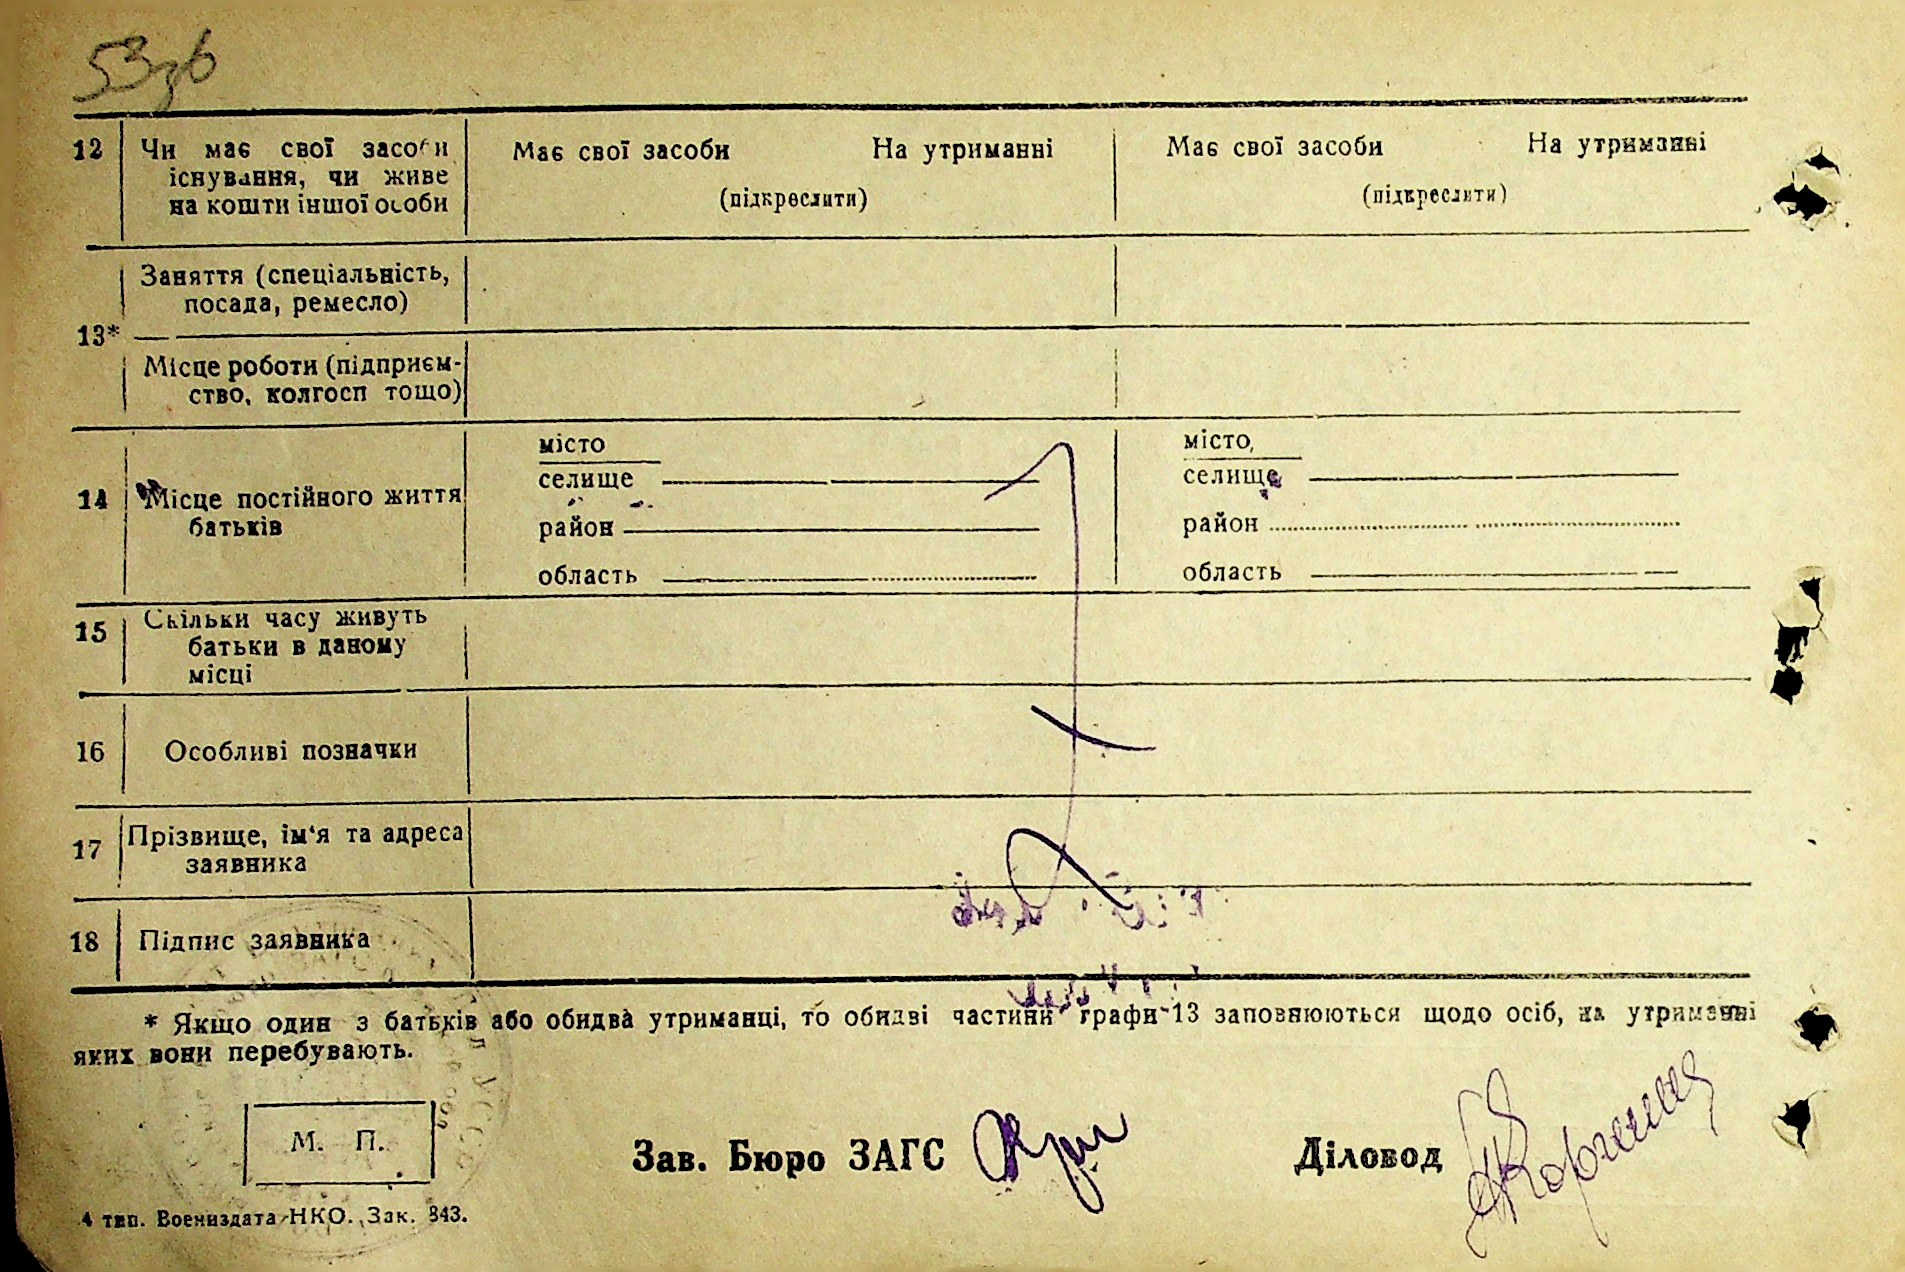 53зв
12 Чи має свої засоби Має свої засоби На утриманні Має свої засоби На утриманні
існування, чи живе (підкреслити) (підкреслити)
на кошти іншої особи
13* Заняття (спеціальність,
посада, ремесло)
Місце роботи (підприєм-
ство, колгосп тощо)
14 Місце постійного життя
батьків
місто місто,
селище селище
район район
область область
15 Скільки часу живуть
батьки в даному
місці
16 Особливі позначки
17 Прізвище, ім‘я та адреса
заявника
18 Підпис заявника
* Якщо один з батьків або обидва утриманці, то обидві частини графи 13 заповнюються щодо осіб, на утриманні
яких вони перебувають.
М. П.
Зав. Бюро ЗАГС Діловод
4 тип. Воениздата НКО. Зак. 843.